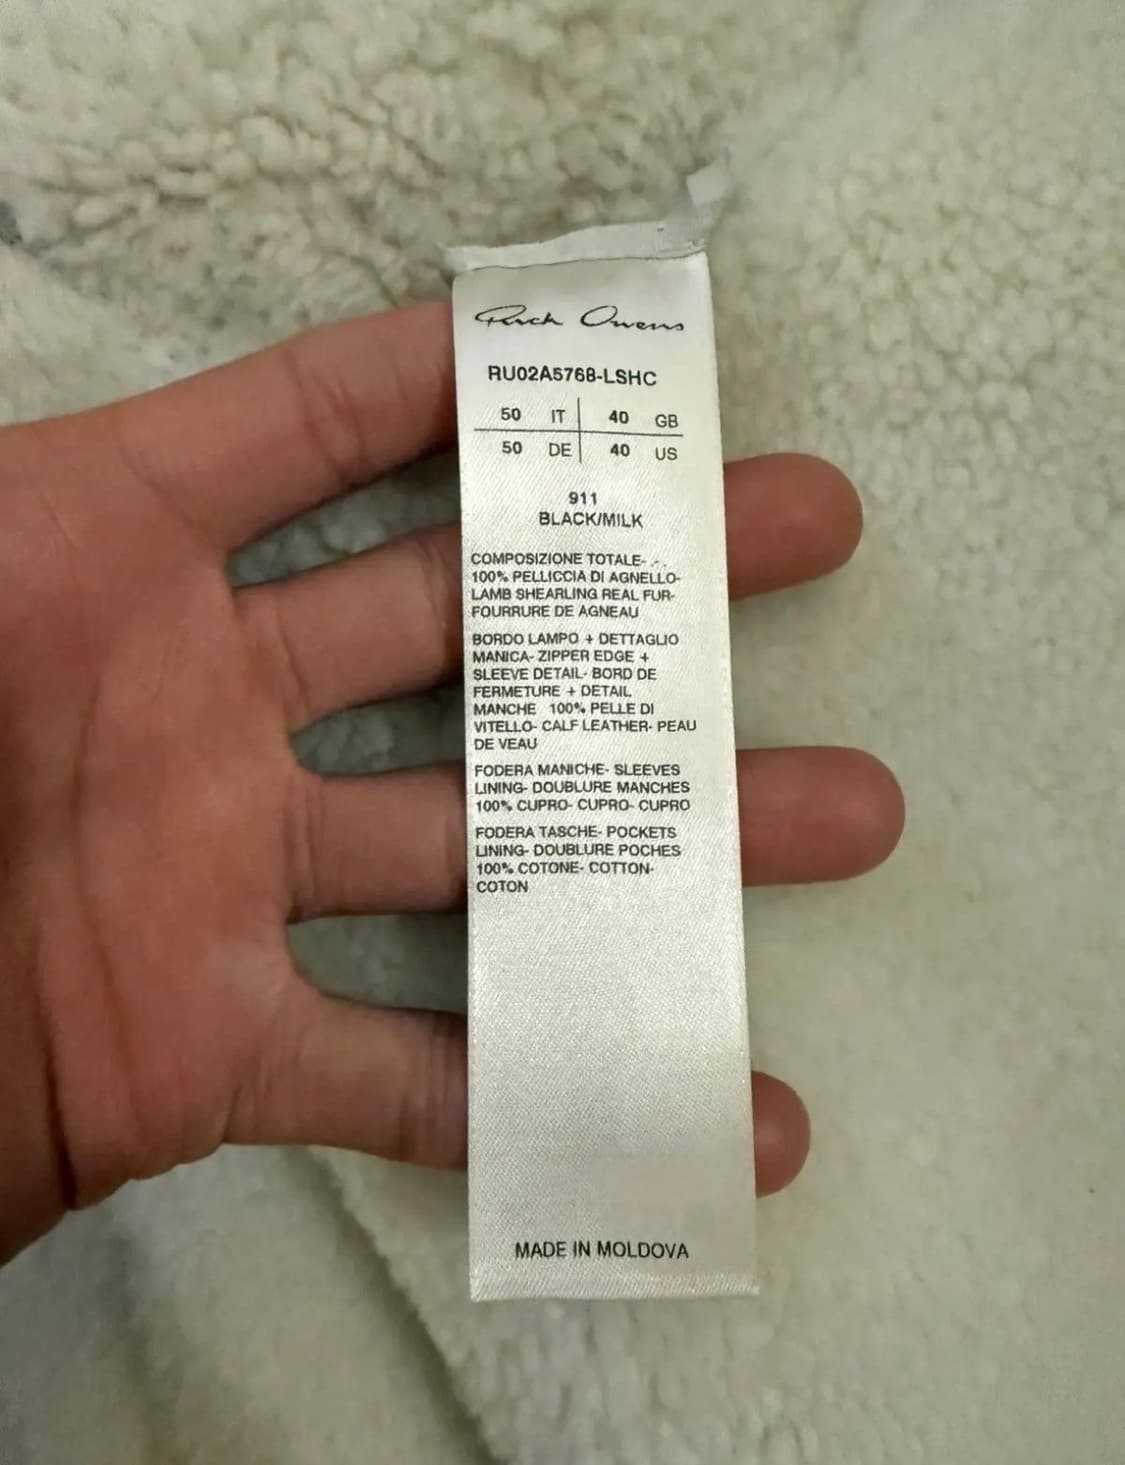 Rick Owens
RU02A5768-LSHC
50 IT 40 GB
50 DE 40 US
911
BLACK/MILK
COMPOSIZIONE TOTALE-
100% PELLICCIA DI AGNELLO-
LAMB SHEARLING REAL FUR-
FOURRURE DE AGNEAU
BORDO LAMPO + DETTAGLIO
MANICA- ZIPPER EDGE +
SLEEVE DETAIL- BORD DE
FERMETURE + DETAIL
MANCHE 100% PELLE DI
VITELLO- CALF LEATHER- PEAU
DE VEAU
FODERA MANICHE- SLEEVES
LINING- DOUBLURE MANCHES
100% CUPRO- CUPRO- CUPRO
FODERA TASCHE- POCKETS
LINING- DOUBLURE POCHES
100% COTONE- COTTON-
COTON
MADE IN MOLDOVA